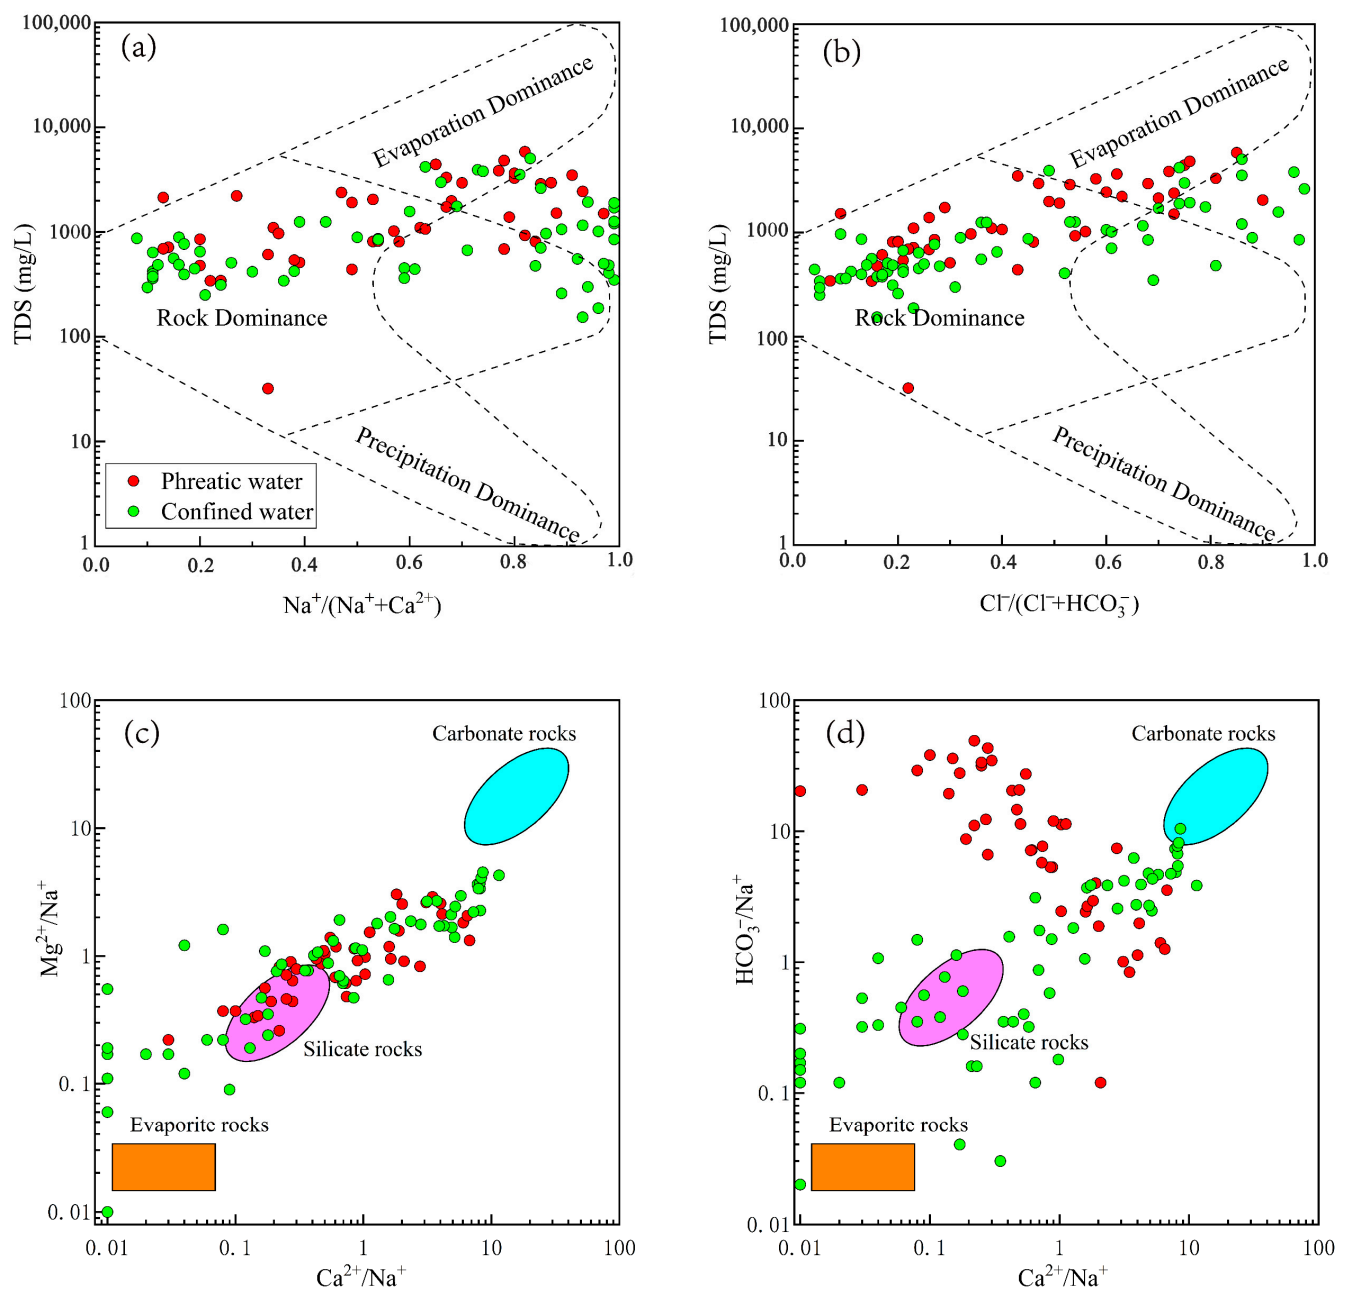 (a)
100,000
10,000
1000
100
10
1
TDS (mg/L)
Evaporation Dominance
Rock Dominance
Precipitation Dominance
Phreatic water
Confined water
0.0 0.2 0.4 0.6 0.8 1.0
Na⁺/(Na⁺+Ca²⁺)
(b)
100,000
10,000
1000
100
10
1
TDS (mg/L)
Evaporation Dominance
Rock Dominance
Precipitation Dominance
0.0 0.2 0.4 0.6 0.8 1.0
Cl⁻/(Cl⁻+HCO₃⁻)
(c)
100
10
1
0.1
0.01
Mg²⁺/Na⁺
Carbonate rocks
Silicate rocks
Evaporite rocks
0.01 0.1 1 10 100
Ca²⁺/Na⁺
(d)
100
10
1
0.1
0.01
HCO₃⁻/Na⁺
Carbonate rocks
Silicate rocks
Evaporite rocks
0.01 0.1 1 10 100
Ca²⁺/Na⁺